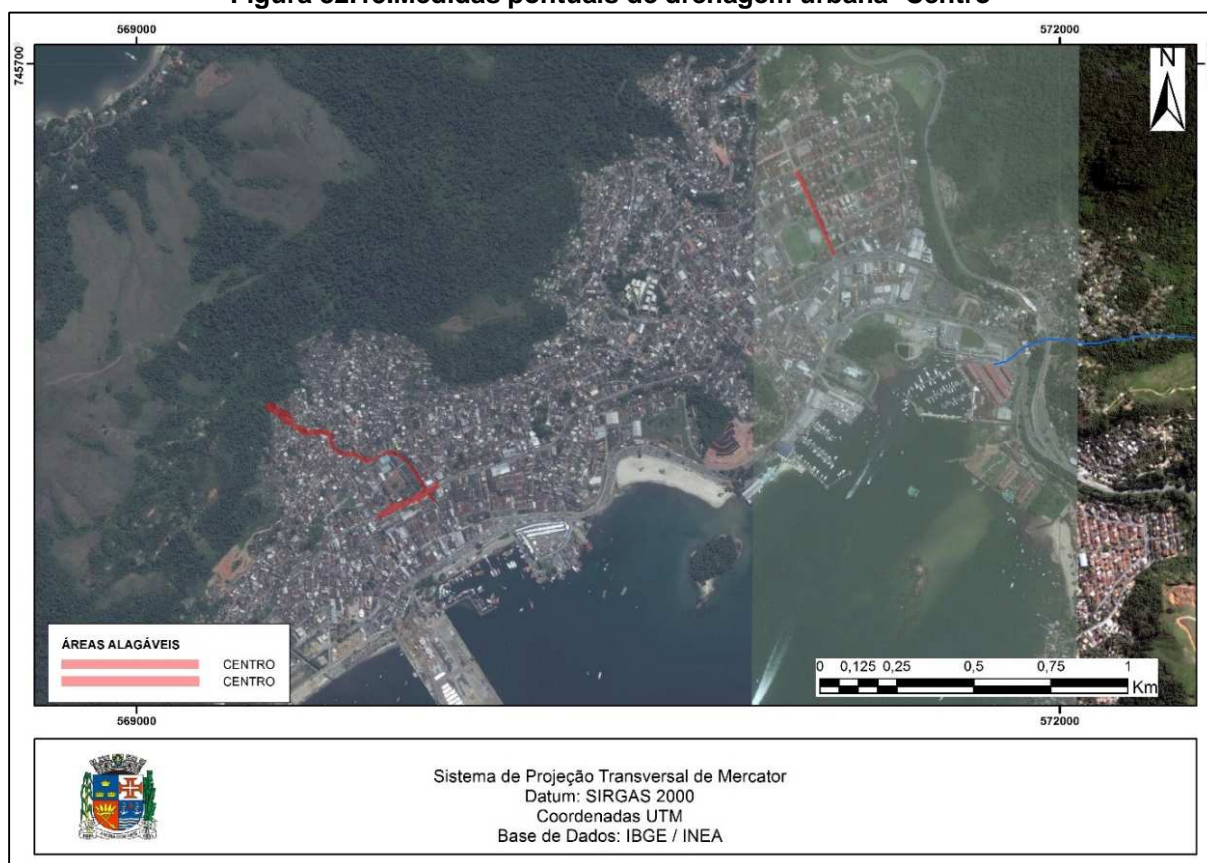 569000
572000
745700
N
ÁREAS ALAGÁVEIS
CENTRO
CENTRO
0 0,125 0,25 0,5 0,75 1
Km
569000
572000
Sistema de Projeção Transversal de Mercator
Datum: SIRGAS 2000
Coordenadas UTM
Base de Dados: IBGE / INEA